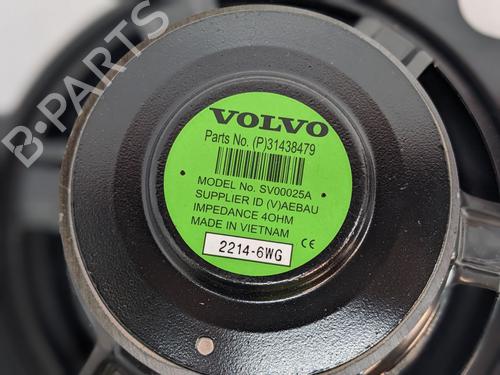 B-PARTS
VOLVO
Parts No. (P)31438479
MODEL No. SV00025A
SUPPLIER ID (V)AEBAU
IMPEDANCE 4OHM
MADE IN VIETNAM
2214-6WG
CE